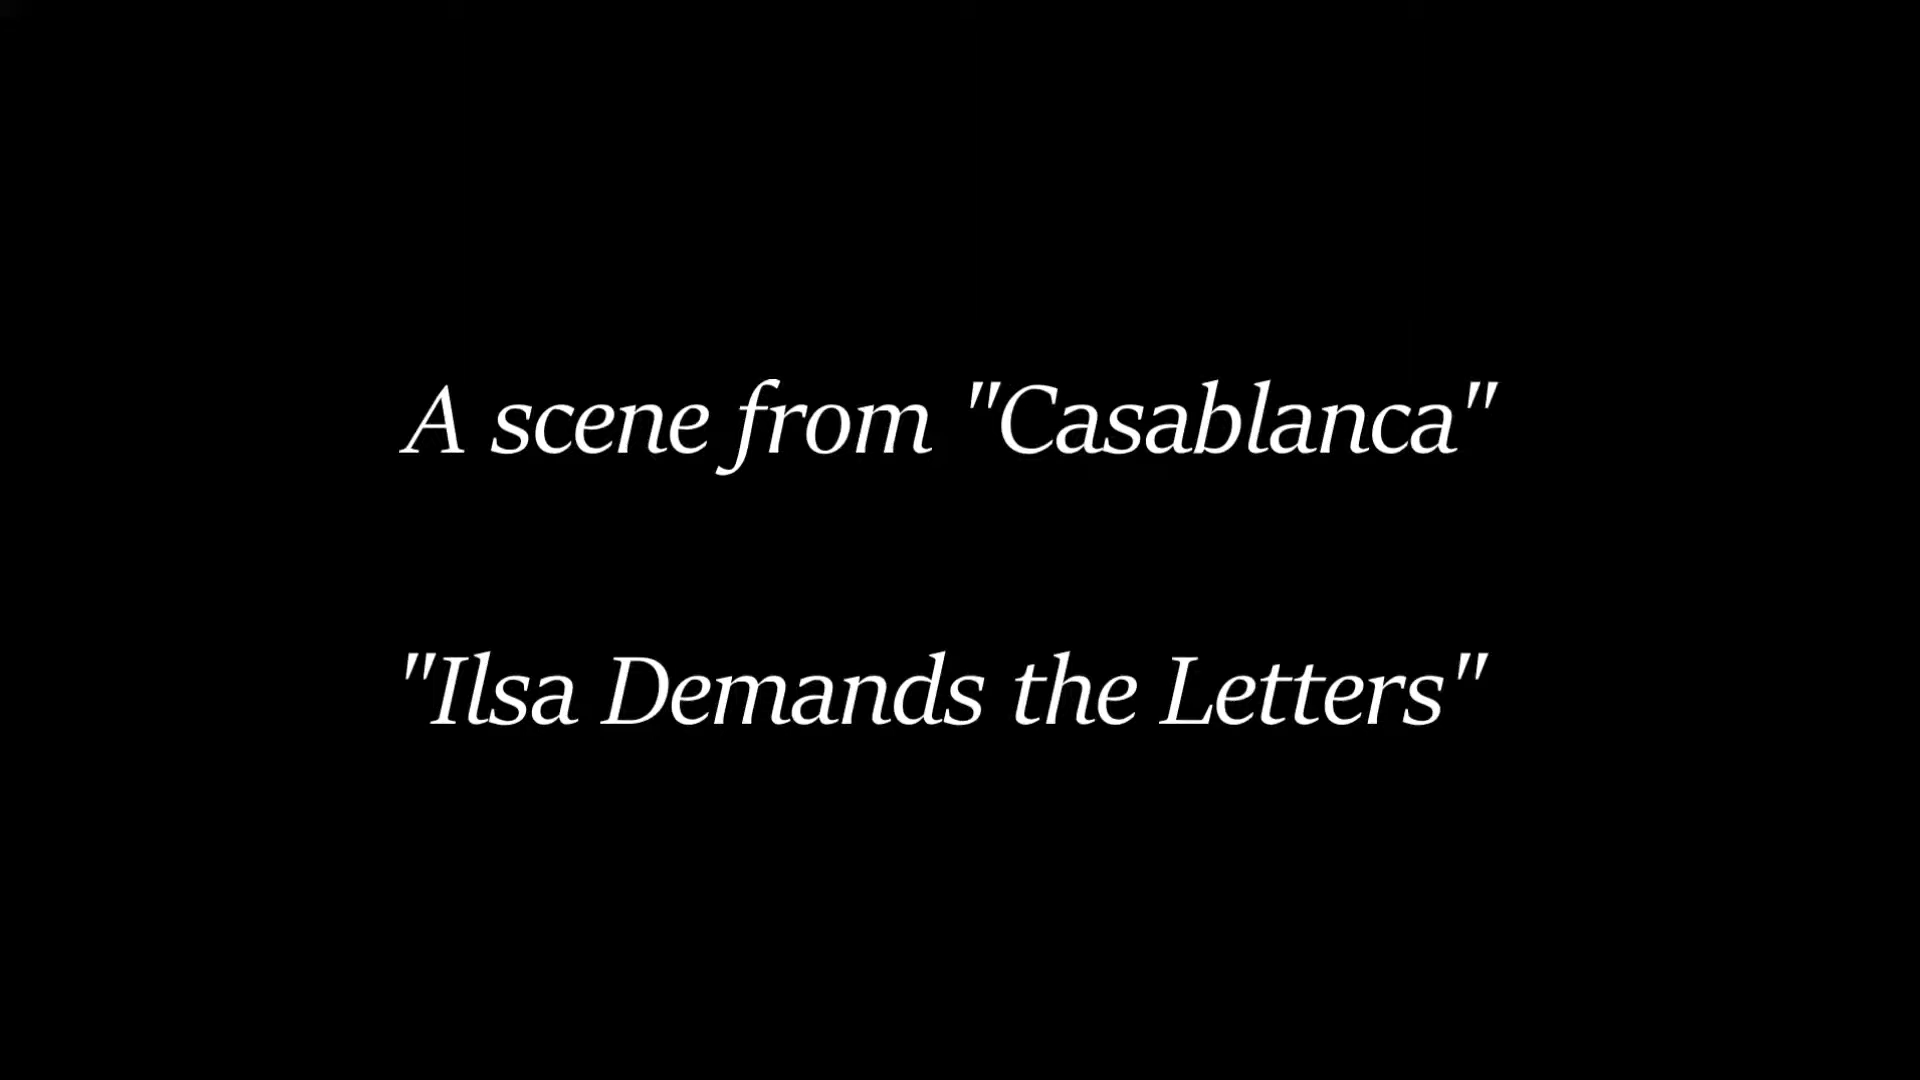 A scene from "Casablanca"
"Ilsa Demands the Letters"